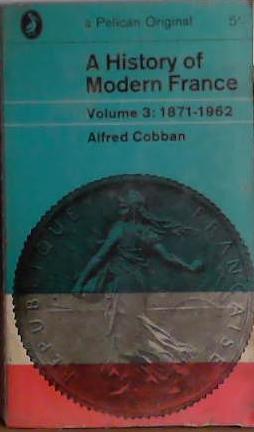 a Pelican Original 5'-
A History of
Modern France
Volume 3: 1871-1962
Alfred Cobban
REPUBLIQUE FRANÇAISE